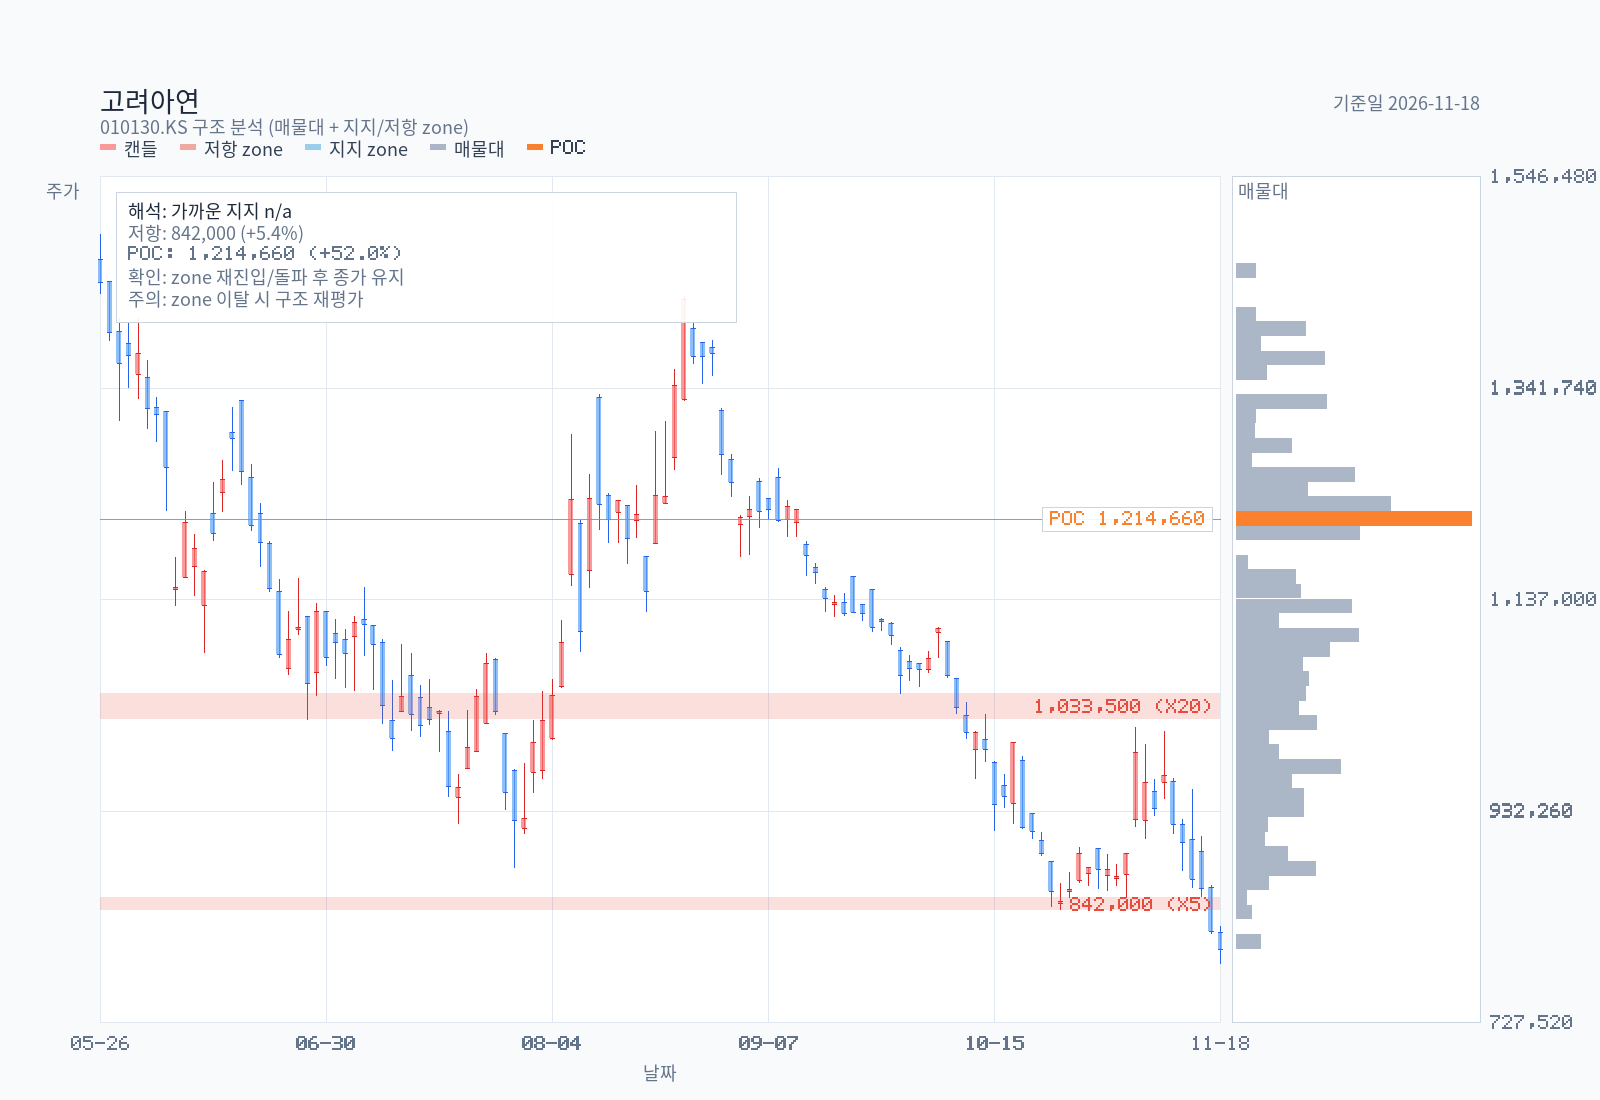 고려아연
기준일 2026-11-18
010130.KS 구조 분석 (매물대 + 지지/저항 zone)
캔들 저항 zone 지지 zone 매물대 POC
주가
매물대
해석: 가까운 지지 n/a
저항: 842,000 (+5.4%)
POC: 1,214,660 (+52.0%)
확인: zone 재진입/돌파 후 종가 유지
주의: zone 이탈 시 구조 재평가
1,546,480
1,341,740
1,137,000
932,260
727,520
POC 1,214,660
1,033,500 (X20)
842,000 (X5)
05-26 06-30 08-04 09-07 10-15 11-18
날짜